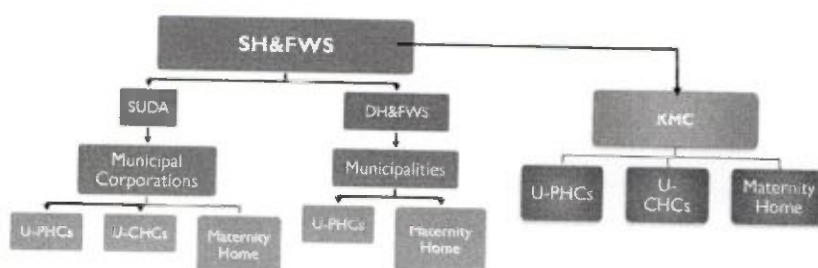 SH&FWS
SUDA
DH&FWS
KMC
Municipal
Corporations
Municipalities
U-PHCs
U-
CHCs
Maternity
Home
U-PHCs
U-CHCs
Maternity
Home
U-PHCs
Maternity
Home